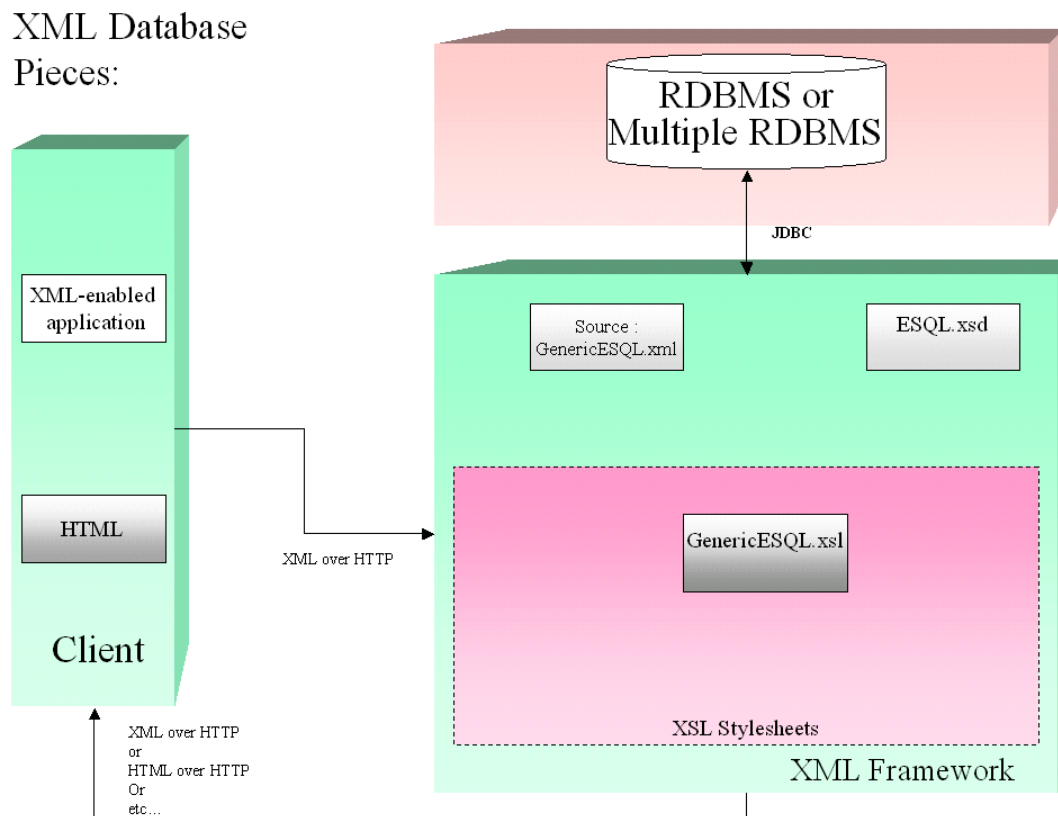 XML Database
Pieces:
RDBMS or
Multiple RDBMS
JDBC
XML-enabled
application
HTML
Client
XML over HTTP
Source :
GenericESQL.xml
ESQL.xsd
GenericESQL.xsl
XSL Stylesheets
XML Framework
XML over HTTP
or
HTML over HTTP
Or
etc...